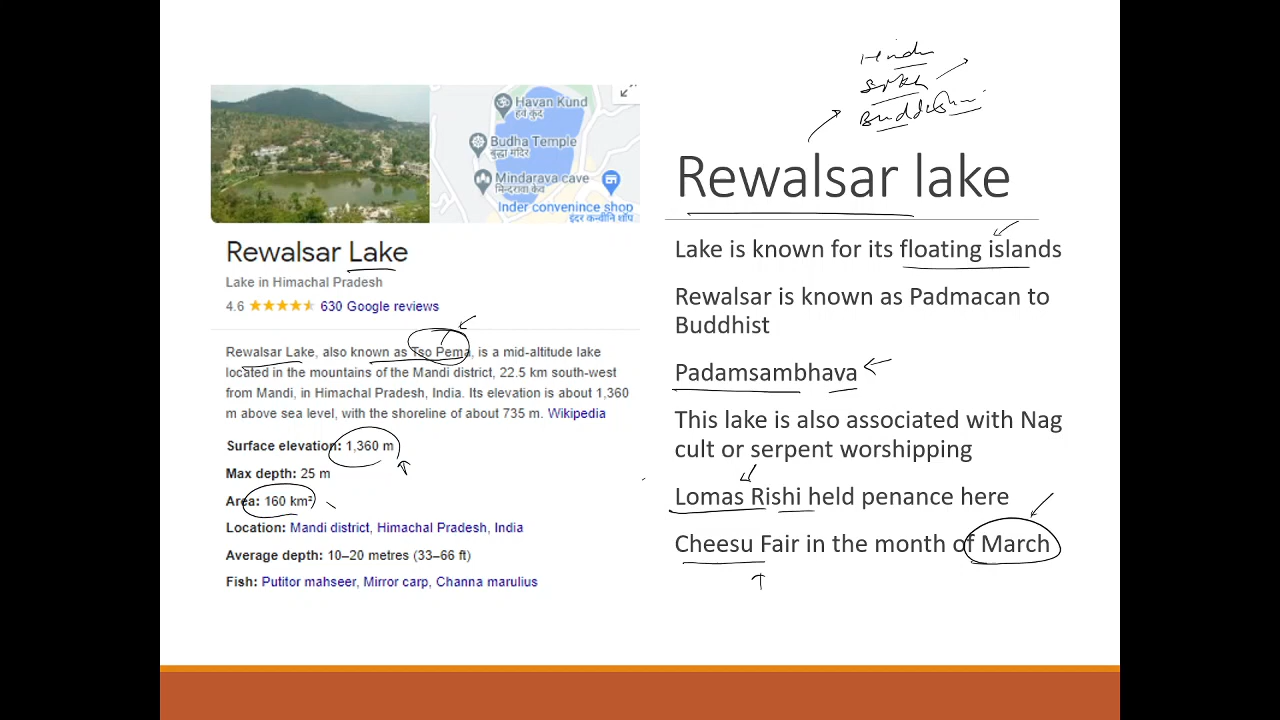 Hindu
Sikh
Buddishm
Havan Kund
हवं कुंद
Budha Temple
बुद्धा मंदिर
Mindarava cave
मिन्दरावा केव
Inder convenince shop
इंदर कन्वीनि शॉप
Rewalsar Lake
Lake in Himachal Pradesh
4.6 ★★★★★ 630 Google reviews
Rewalsar Lake, also known as Tso Pema, is a mid-altitude lake
located in the mountains of the Mandi district, 22.5 km south-west
from Mandi, in Himachal Pradesh, India. Its elevation is about 1,360
m above sea level, with the shoreline of about 735 m. Wikipedia
Surface elevation: 1,360 m
Max depth: 25 m
Area: 160 km²
Location: Mandi district, Himachal Pradesh, India
Average depth: 10–20 metres (33–66 ft)
Fish: Putitor mahseer, Mirror carp, Channa marulius
Rewalsar lake
Lake is known for its floating islands
Rewalsar is known as Padmacan to
Buddhist
Padamsambhava
This lake is also associated with Nag
cult or serpent worshipping
Lomas Rishi held penance here
Cheesu Fair in the month of March